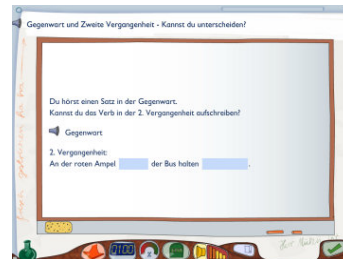 Gegenwart und Zweite Vergangenheit - Kannst du unterscheiden?
Du hörst einen Satz in der Gegenwart.
Kannst du das Verb in der 2. Vergangenheit aufschreiben?
Gegenwart
2. Vergangenheit:
An der roten Ampel der Bus halten .